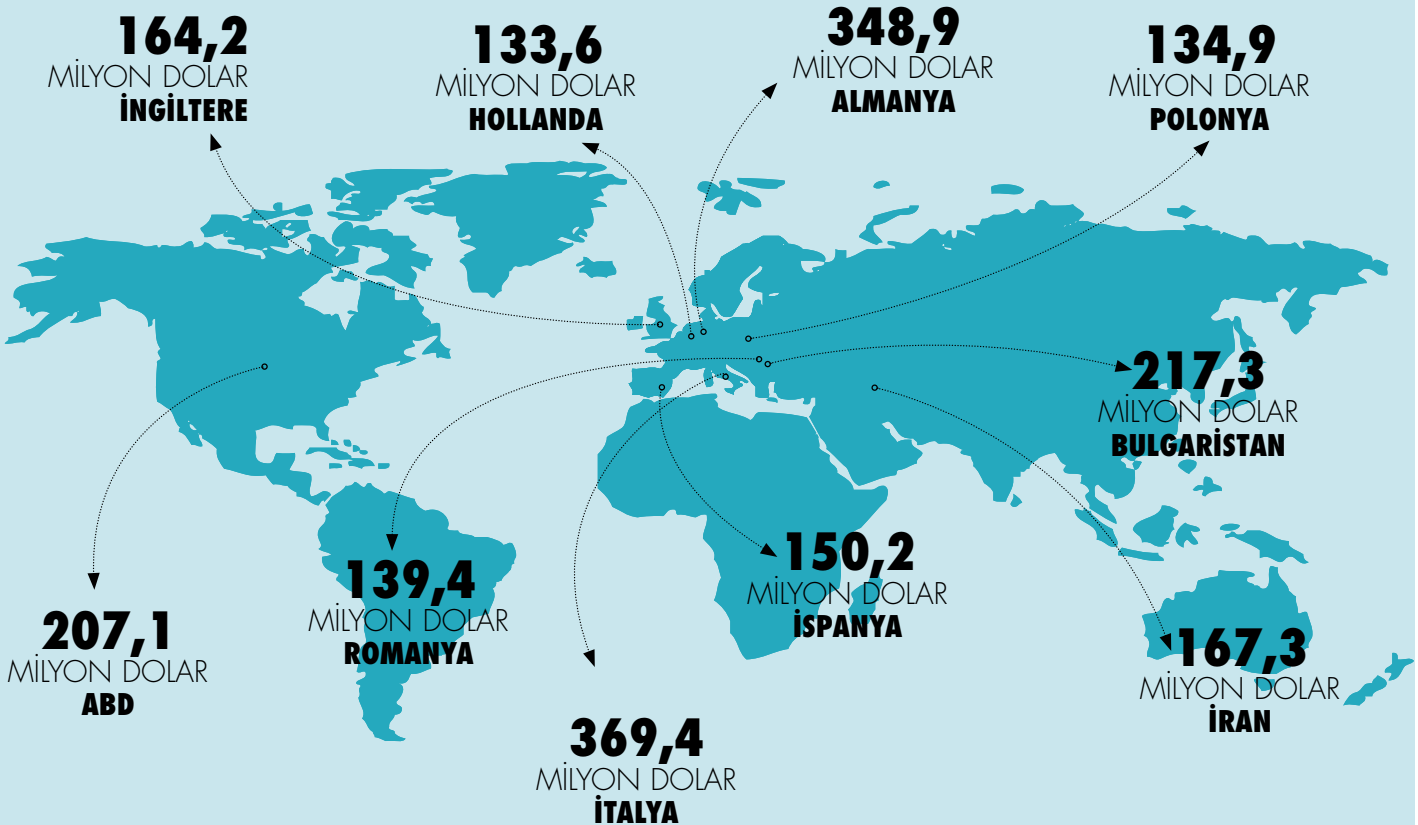 164,2
MİLYON DOLAR
İNGİLTERE
133,6
MİLYON DOLAR
HOLLANDA
348,9
MİLYON DOLAR
ALMANYA
134,9
MİLYON DOLAR
POLONYA
217,3
MİLYON DOLAR
BULGARİSTAN
207,1
MİLYON DOLAR
ABD
139,4
MİLYON DOLAR
ROMANYA
150,2
MİLYON DOLAR
İSPANYA
167,3
MİLYON DOLAR
İRAN
369,4
MİLYON DOLAR
İTALYA